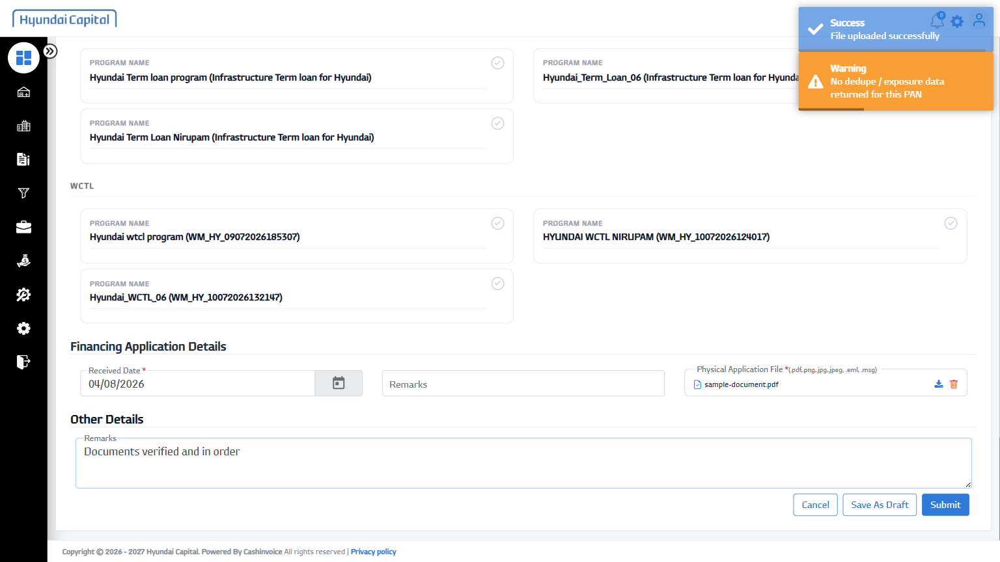 Hyundai Capital
0
Success
File uploaded successfully
Warning
No dedupe / exposure data
returned for this PAN
PROGRAM NAME
Hyundai Term loan program (Infrastructure Term loan for Hyundai)
PROGRAM NAME
Hyundai_Term_Loan_06 (Infrastructure Term loan for Hyunda
PROGRAM NAME
Hyundai Term Loan Nirupam (Infrastructure Term loan for Hyundai)
WCTL
PROGRAM NAME
Hyundai wtcl program (WM_HY_09072026185307)
PROGRAM NAME
HYUNDAI WCTL NIRUPAM (WM_HY_10072026124017)
PROGRAM NAME
Hyundai_WCTL_06 (WM_HY_10072026132147)
Financing Application Details
Received Date *
04/08/2026
Remarks
Physical Application File *(.pdf,.png,.jpg,.jpeg, .eml, .msg)
sample-document.pdf
Other Details
Remarks
Documents verified and in order
Cancel
Save As Draft
Submit
Copyright © 2026 - 2027 Hyundai Capital. Powered By Cashinvoice All rights reserved | Privacy policy